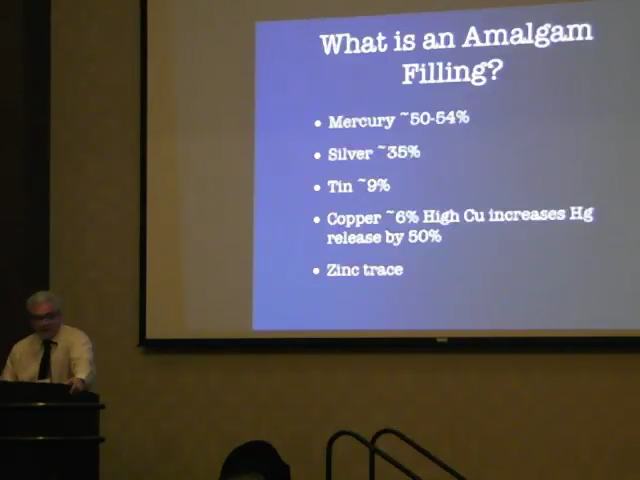 What is an Amalgam
Filling?
• Mercury ~50-54%
• Silver ~35%
• Tin ~9%
• Copper ~6% High Cu increases Hg
release by 50%
• Zinc trace